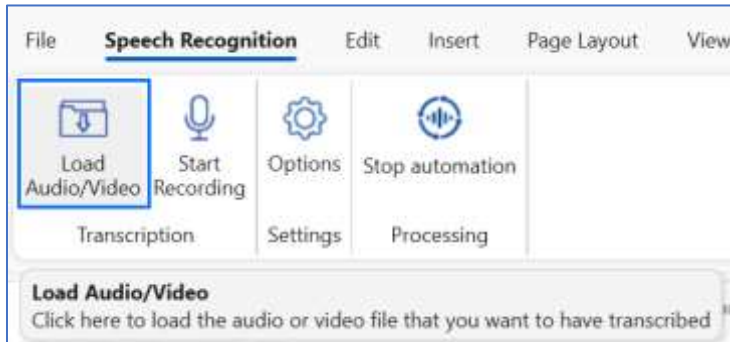 File Speech Recognition Edit Insert Page Layout View
Load Audio/Video
Start Recording
Options
Stop automation
Transcription Settings Processing
Load Audio/Video
Click here to load the audio or video file that you want to have transcribed